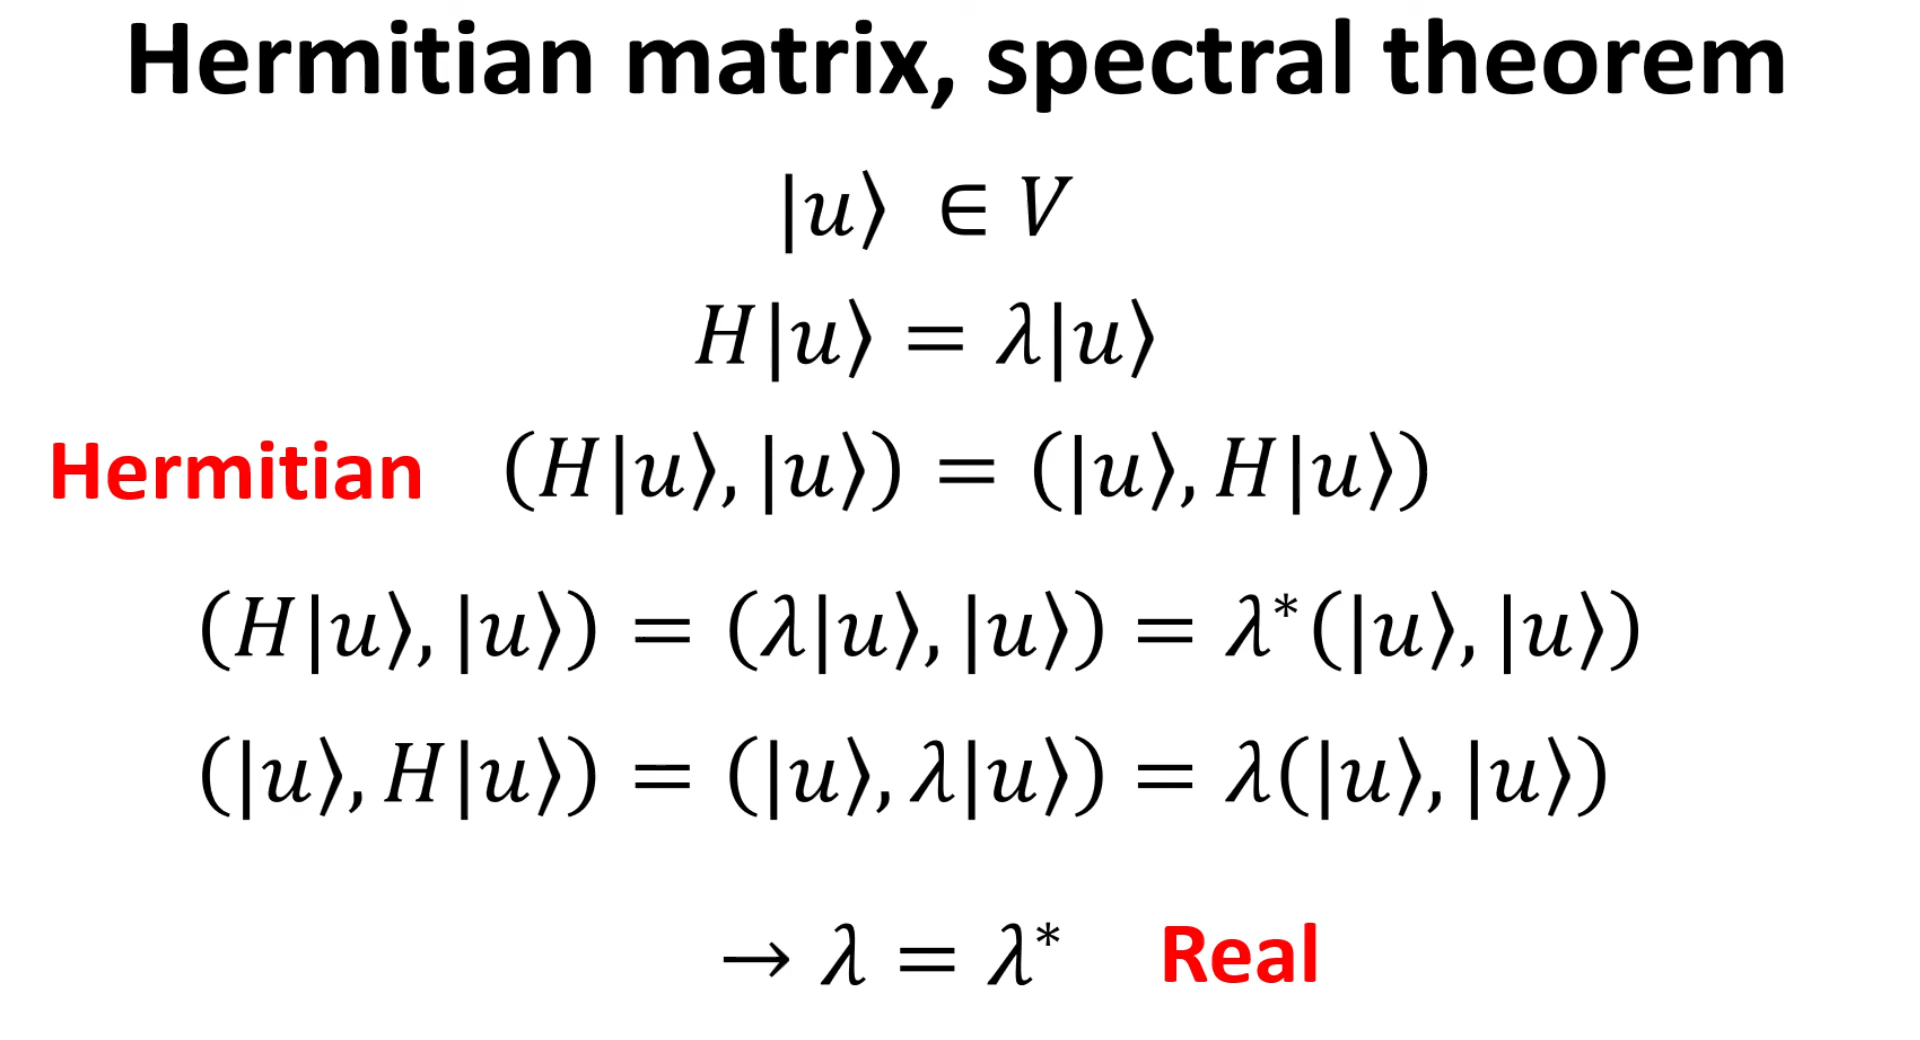 Hermitian matrix, spectral theorem
|u⟩ ∈ V
H|u⟩ = λ|u⟩
Hermitian (H|u⟩, |u⟩) = (|u⟩, H|u⟩)
(H|u⟩, |u⟩) = (λ|u⟩, |u⟩) = λ*(|u⟩, |u⟩)
(|u⟩, H|u⟩) = (|u⟩, λ|u⟩) = λ(|u⟩, |u⟩)
→ λ = λ* Real